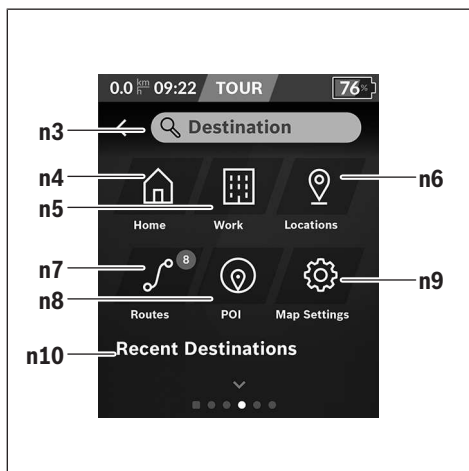 0.0 km/h 09:22 TOUR 76%
n3 Destination
n4
n5
n6
Home Work Locations
n7 8
n8
n9
Routes POI Map Settings
n10 Recent Destinations